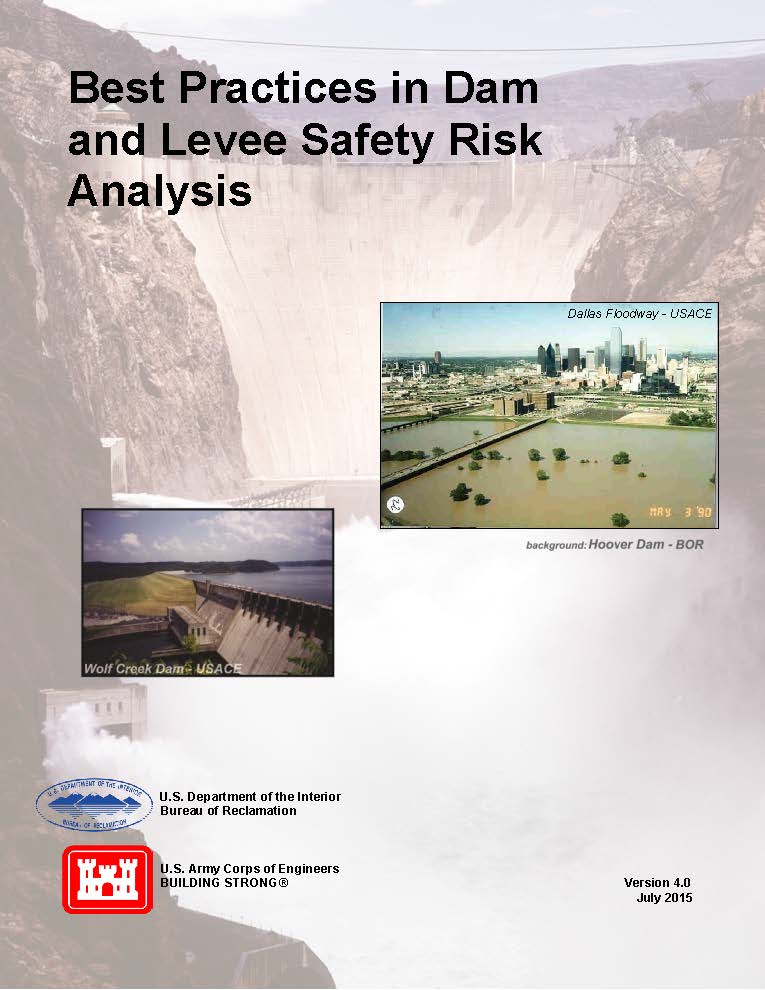 Best Practices in Dam
and Levee Safety Risk
Analysis
Dallas Floodway - USACE
MAY 3 '90
background: Hoover Dam - BOR
Wolf Creek Dam - USACE
U.S. DEPARTMENT OF THE INTERIOR
BUREAU OF RECLAMATION
U.S. Department of the Interior
Bureau of Reclamation
U.S. Army Corps of Engineers
BUILDING STRONG®
Version 4.0
July 2015